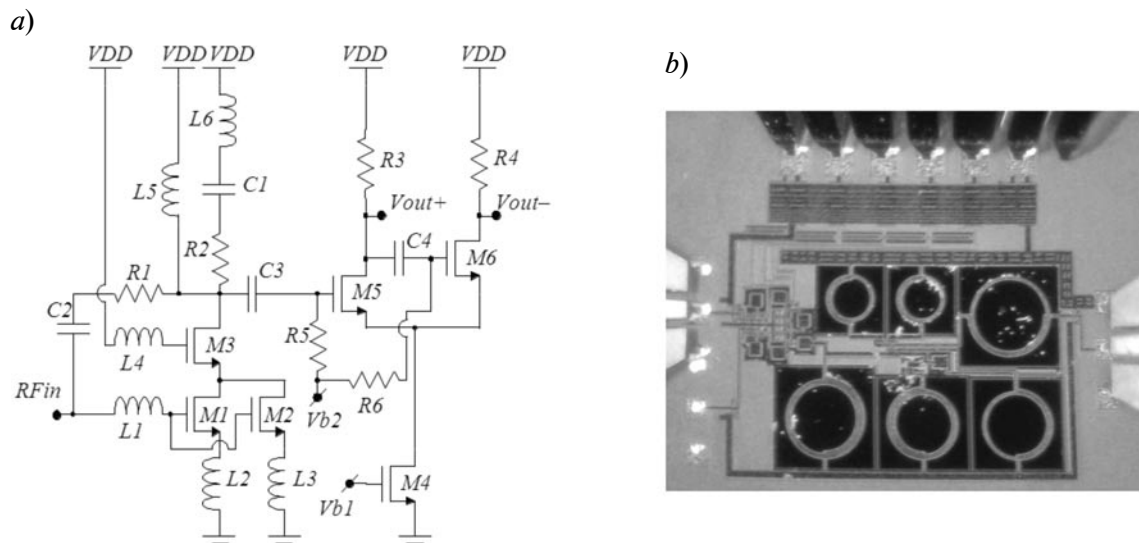 a)
b)
VDD VDD VDD VDD VDD
L6
R3 R4
L5 C1
Vout+ Vout–
R2 C4
M6
R1 C3
M5
C2
R5
L4 M3
R6
RFin M1 M2 Vb2
L1
L2 L3 M4
Vb1